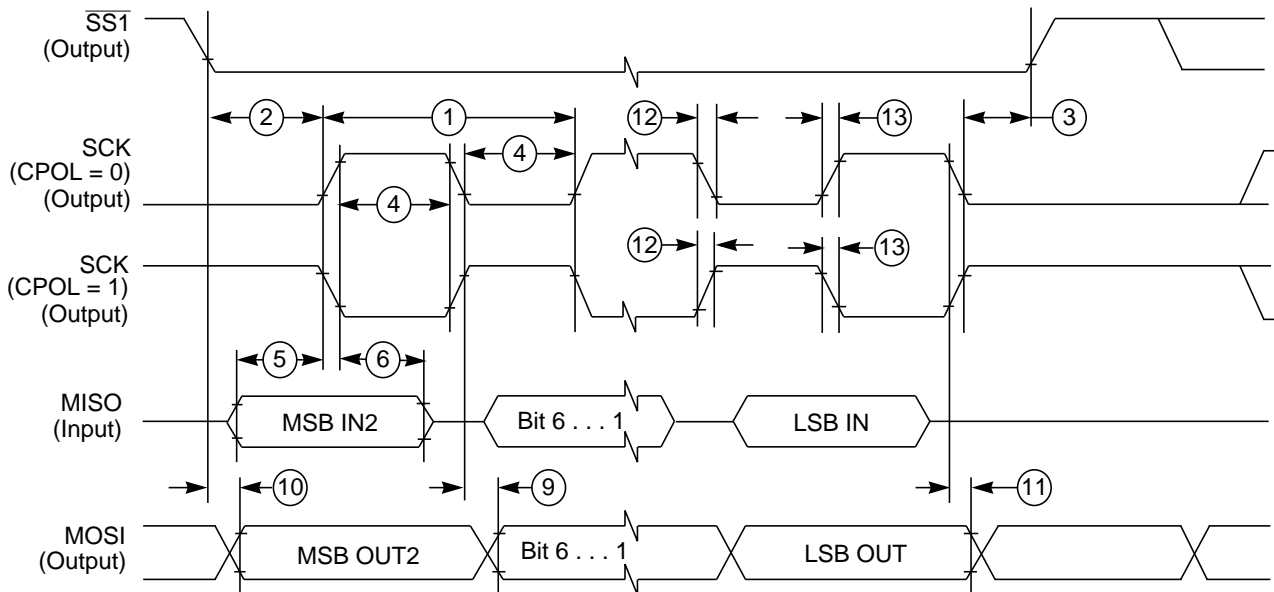 SS1
(Output)
2
1
12
13
3
SCK
(CPOL = 0)
(Output)
4
4
12
13
SCK
(CPOL = 1)
(Output)
5
6
MISO
(Input)
MSB IN2
Bit 6 . . . 1
LSB IN
10
9
11
MOSI
(Output)
MSB OUT2
Bit 6 . . . 1
LSB OUT